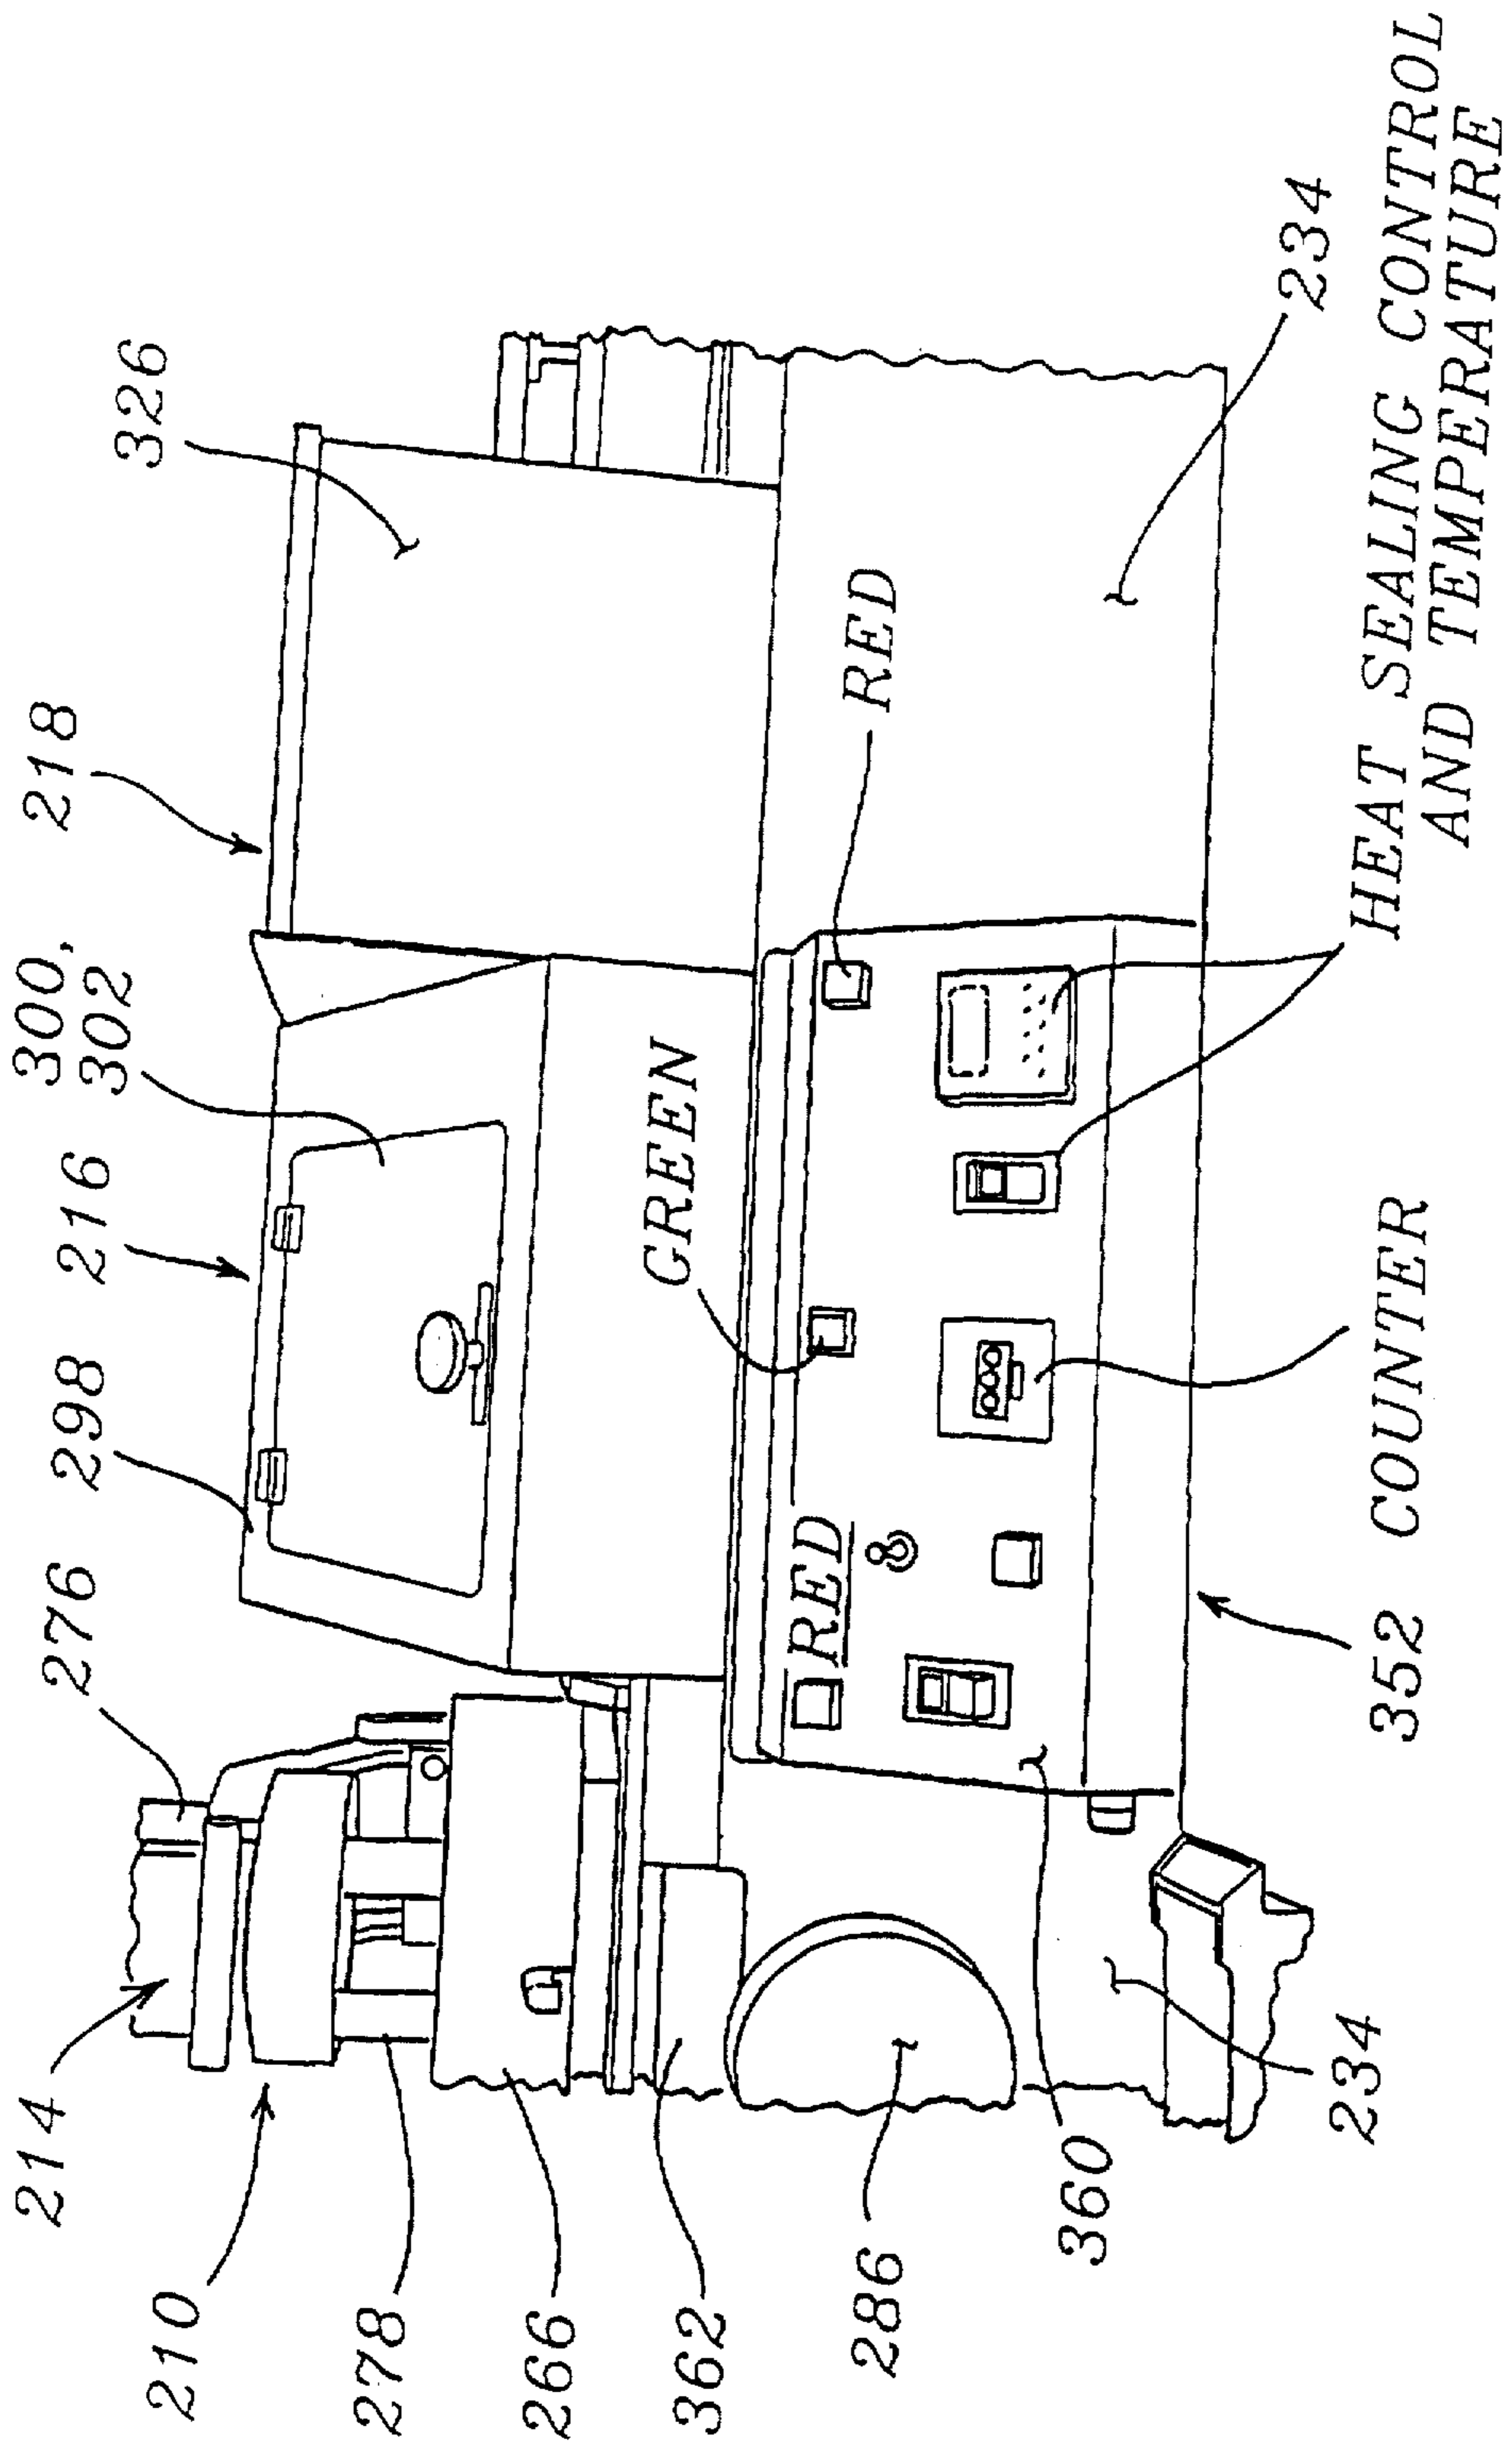 214
276
298
216
300,
302
218
326
210
278
266
362
286
360
234
GREEN
RED
RED
352
COUNTER
HEAT SEALING CONTROL
AND TEMPERATURE
234